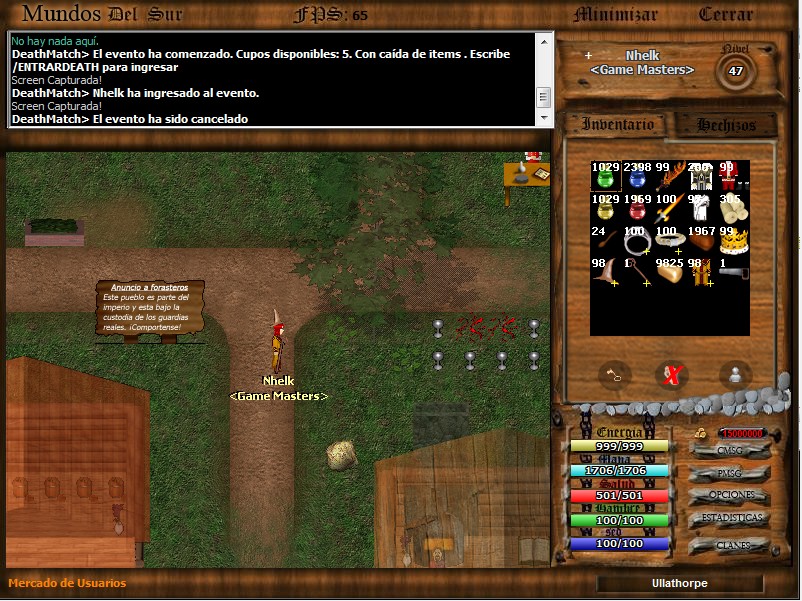 Mundos Del Sur
FPS: 65
Minimizar
Cerrar
No hay nada aquí.
DeathMatch> El evento ha comenzado. Cupos disponibles: 5. Con caída de items . Escribe
/ENTRARDEATH para ingresar
Screen Capturada!
DeathMatch> Nhelk ha ingresado al evento.
Screen Capturada!
DeathMatch> El evento ha sido cancelado
Nhelk
<Game Masters>
Nivel
47
Inventario
Hechizos
1029 2398 99 200 99
1029 1969 100 305
24 100 100 1967 99
98 1 9825 98 1
Anuncio a forasteros
Este pueblo es parte del
imperio y esta bajo la
custodia de los guardias
reales. ¡Comportense!
Nhelk
<Game Masters>
Energia
999/999
Mana
1706/1706
Salud
501/501
Hambre
100/100
sed
100/100
15000000
CMSG
PMSG
OPCIONES
ESTADISTICAS
CLANES
Mercado de Usuarios
Ullathorpe